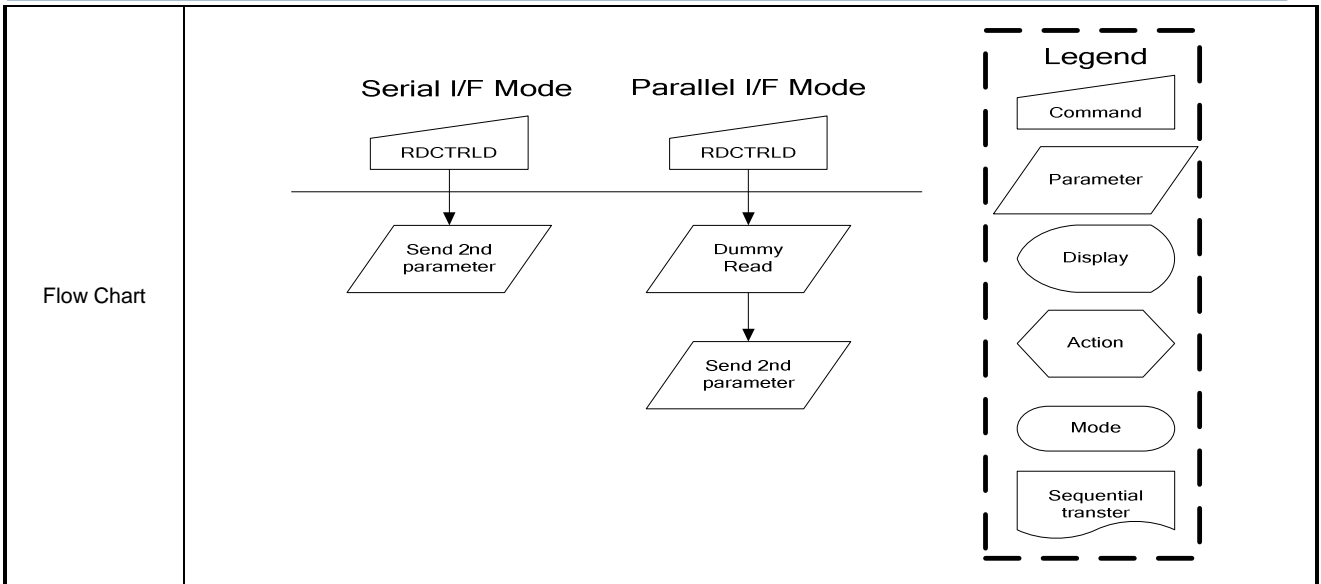 Flow Chart
Serial I/F Mode
RDCTRLD
Send 2nd
parameter
Parallel I/F Mode
RDCTRLD
Dummy
Read
Send 2nd
parameter
Legend
Command
Parameter
Display
Action
Mode
Sequential
transter